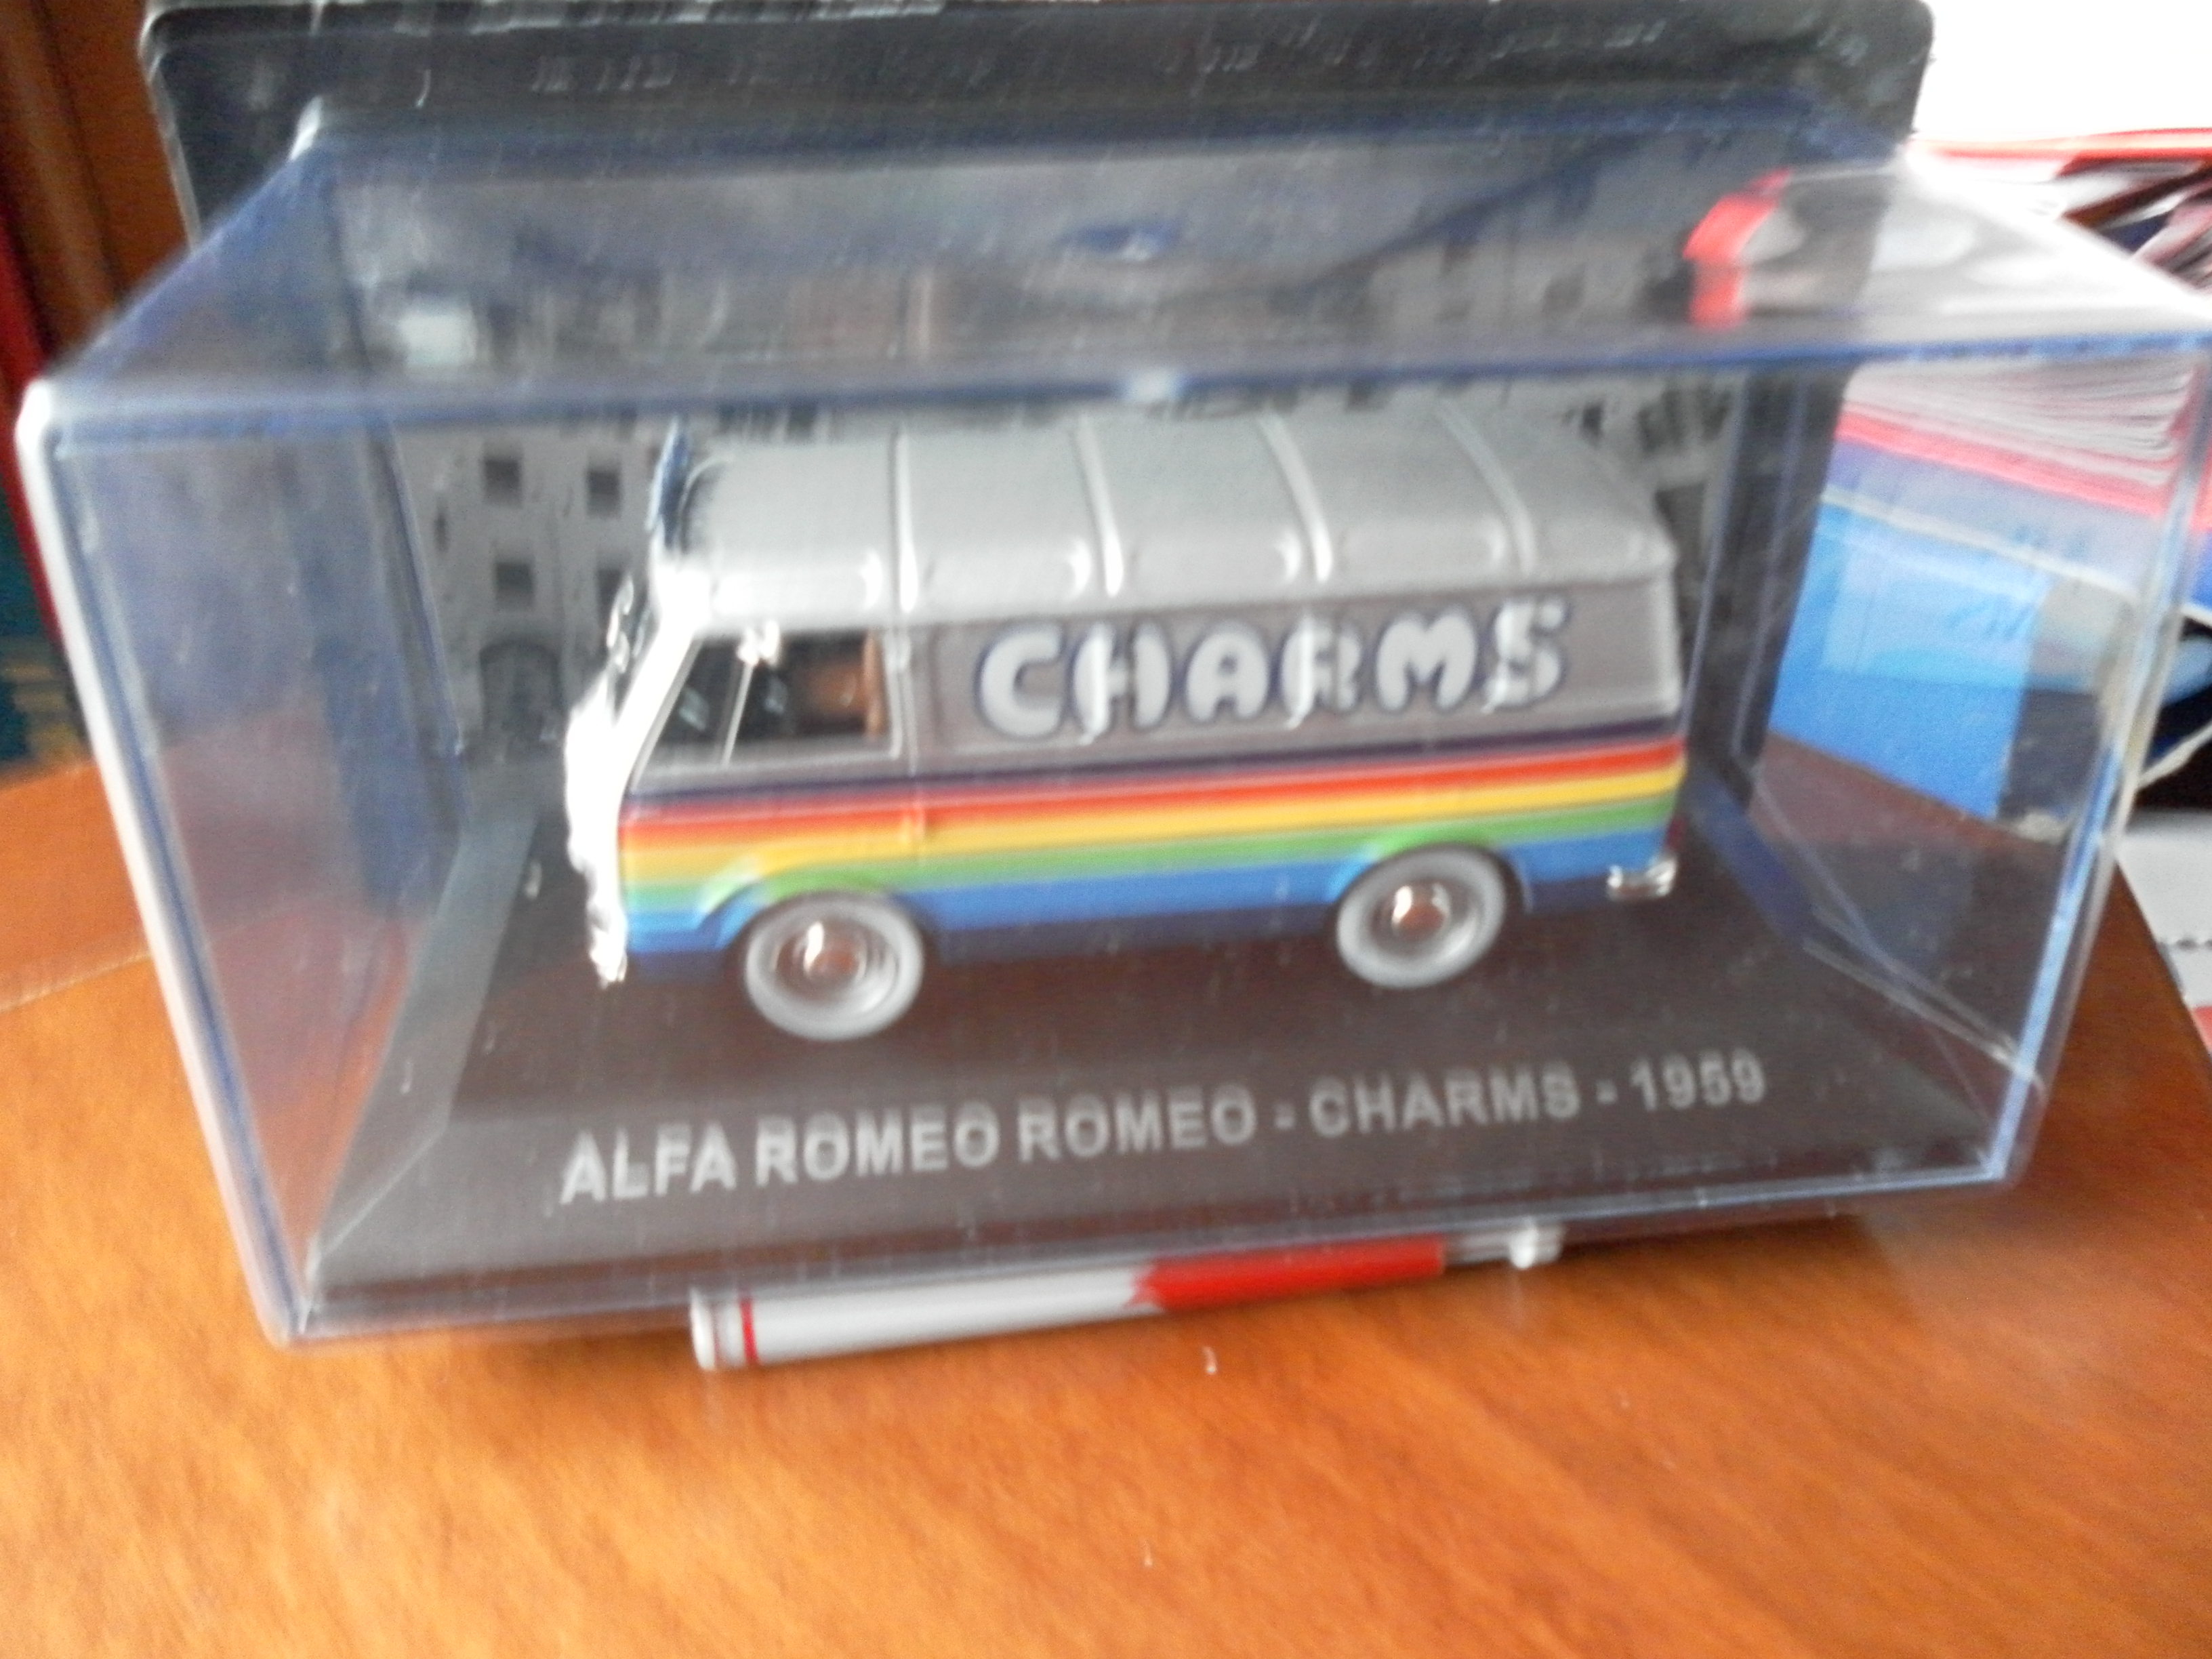 CHARMS
ALFA ROMEO ROMEO - CHARMS - 1959